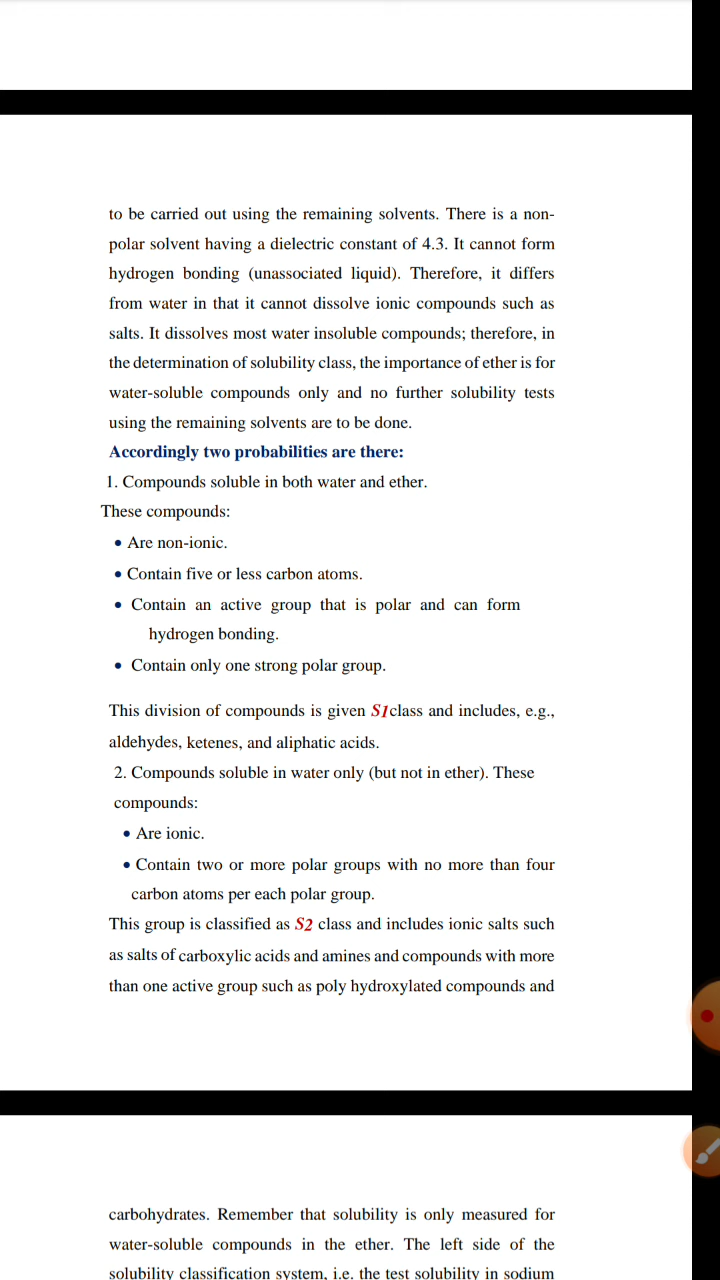 to be carried out using the remaining solvents. There is a non-
polar solvent having a dielectric constant of 4.3. It cannot form
hydrogen bonding (unassociated liquid). Therefore, it differs
from water in that it cannot dissolve ionic compounds such as
salts. It dissolves most water insoluble compounds; therefore, in
the determination of solubility class, the importance of ether is for
water-soluble compounds only and no further solubility tests
using the remaining solvents are to be done.
Accordingly two probabilities are there:
1. Compounds soluble in both water and ether.
These compounds:
• Are non-ionic.
• Contain five or less carbon atoms.
• Contain an active group that is polar and can form
hydrogen bonding.
• Contain only one strong polar group.
This division of compounds is given S1class and includes, e.g.,
aldehydes, ketenes, and aliphatic acids.
2. Compounds soluble in water only (but not in ether). These
compounds:
• Are ionic.
• Contain two or more polar groups with no more than four
carbon atoms per each polar group.
This group is classified as S2 class and includes ionic salts such
as salts of carboxylic acids and amines and compounds with more
than one active group such as poly hydroxylated compounds and
carbohydrates. Remember that solubility is only measured for
water-soluble compounds in the ether. The left side of the
solubility classification system, i.e. the test solubility in sodium